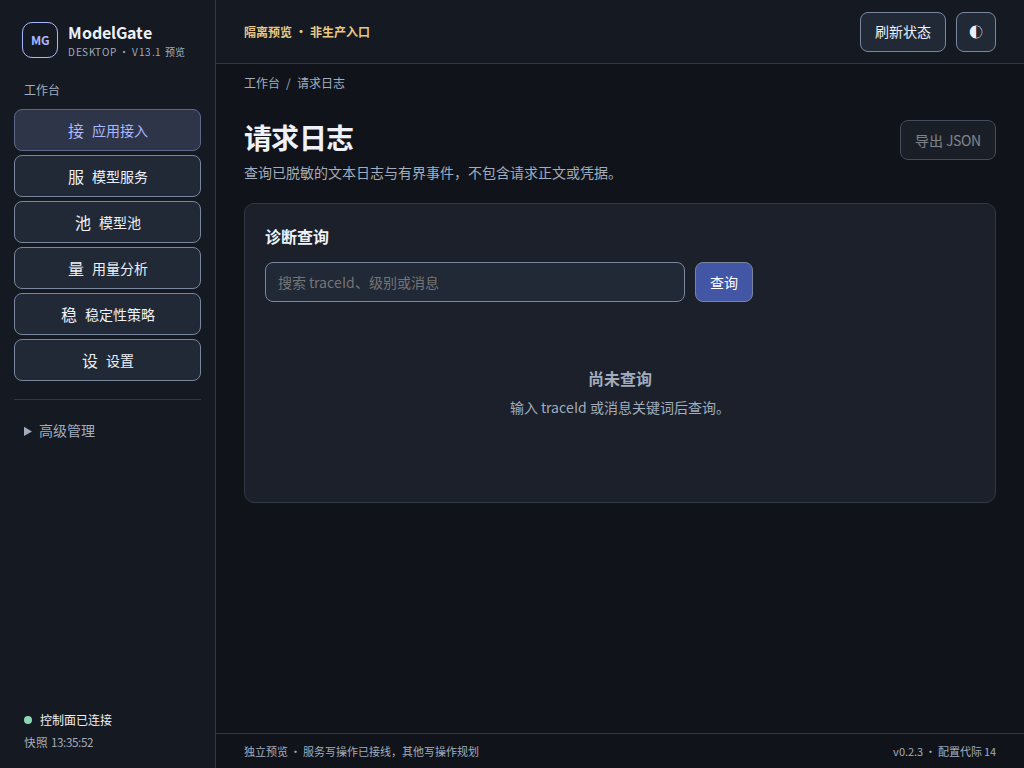 MG
ModelGate
DESKTOP · V13.1 预览
工作台
接 应用接入
服 模型服务
池 模型池
量 用量分析
稳 稳定性策略
设 设置
▶ 高级管理
控制面已连接
快照 13:35:52
隔离预览 · 非生产入口
刷新状态
工作台 / 请求日志
请求日志
导出 JSON
查询已脱敏的文本日志与有界事件，不包含请求正文或凭据。
诊断查询
搜索 traceId、级别或消息
查询
尚未查询
输入 traceId 或消息关键词后查询。
独立预览 · 服务写操作已接线，其他写操作规划
v0.2.3 · 配置代际 14